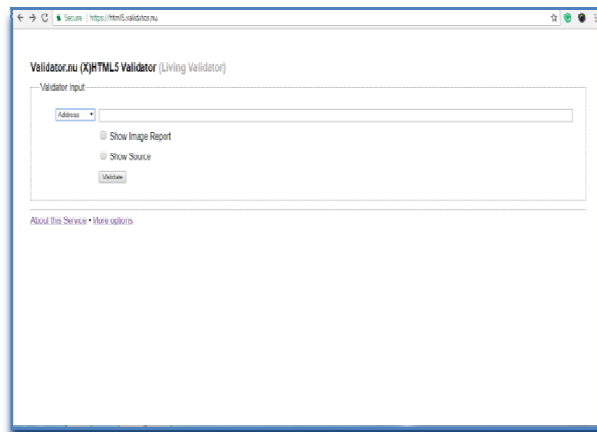 Secure | https://html5.validator.nu
Validator.nu (X)HTML5 Validator (Living Validator)
Validator Input
Address
Show Image Report
Show Source
Validate
About this Service • More options